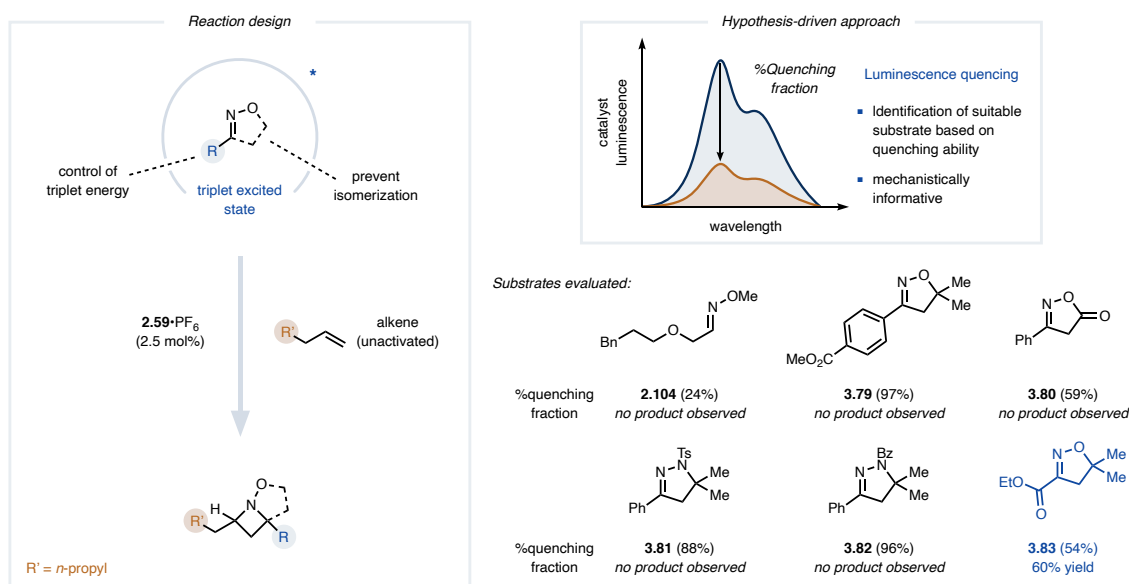 Reaction design
*
N
O
R
control of
triplet energy
triplet excited
state
prevent
isomerization
2.59•PF6
(2.5 mol%)
R'
alkene
(unactivated)
O
H
N
R'
R
R' = n-propyl
Hypothesis-driven approach
catalyst
luminescence
%Quenching
fraction
wavelength
Luminescence quencing
▪ Identification of suitable
substrate based on
quenching ability
▪ mechanistically
informative
Substrates evaluated:
N
OMe
Bn
O
N
O
Me
Me
MeO2C
N
O
O
Ph
%quenching
fraction
2.104 (24%)
no product observed
3.79 (97%)
no product observed
3.80 (59%)
no product observed
Ts
N
N
Me
Me
Ph
Bz
N
N
Me
Me
Ph
N
O
Me
Me
EtO
O
%quenching
fraction
3.81 (88%)
no product observed
3.82 (96%)
no product observed
3.83 (54%)
60% yield